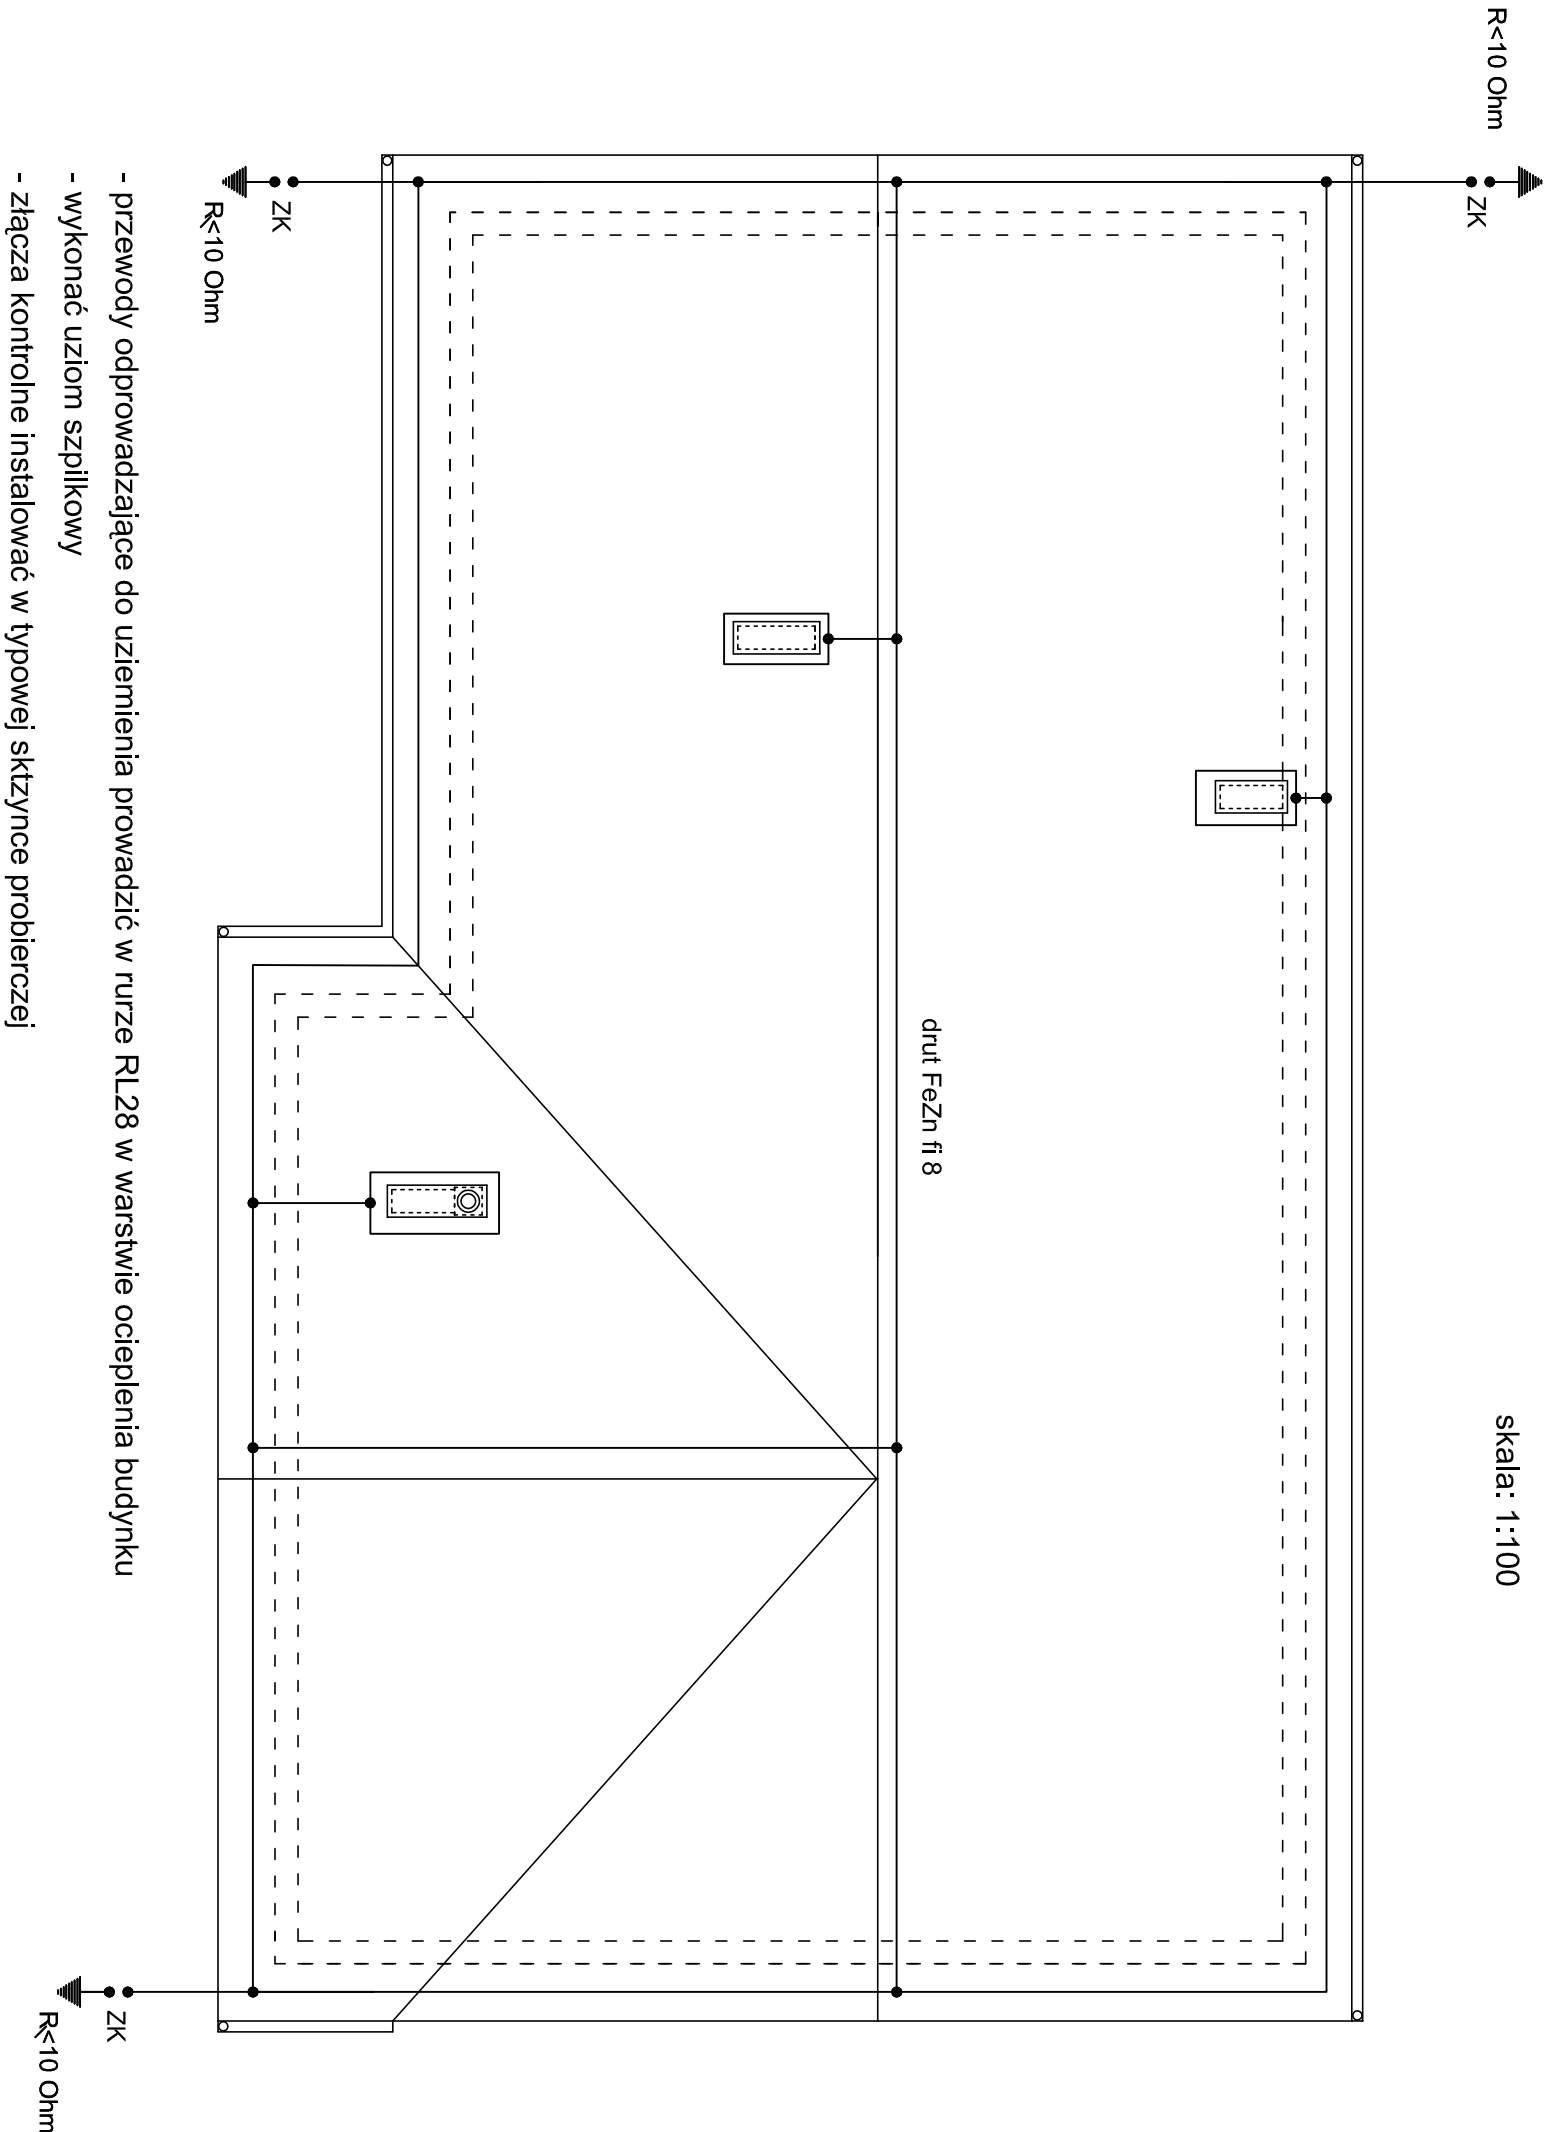 skala: 1:100
R<10 Ohm
ZK
drut FeZn fi 8
ZK
R<10 Ohm
ZK
R<10 Ohm
- przewody odprowadzające do uziemienia prowadzić w rurze RL28 w warstwie ocieplenia budynku
- wykonać uziom szpilkowy
- złącza kontrolne instalować w typowej sktzynce probierczej